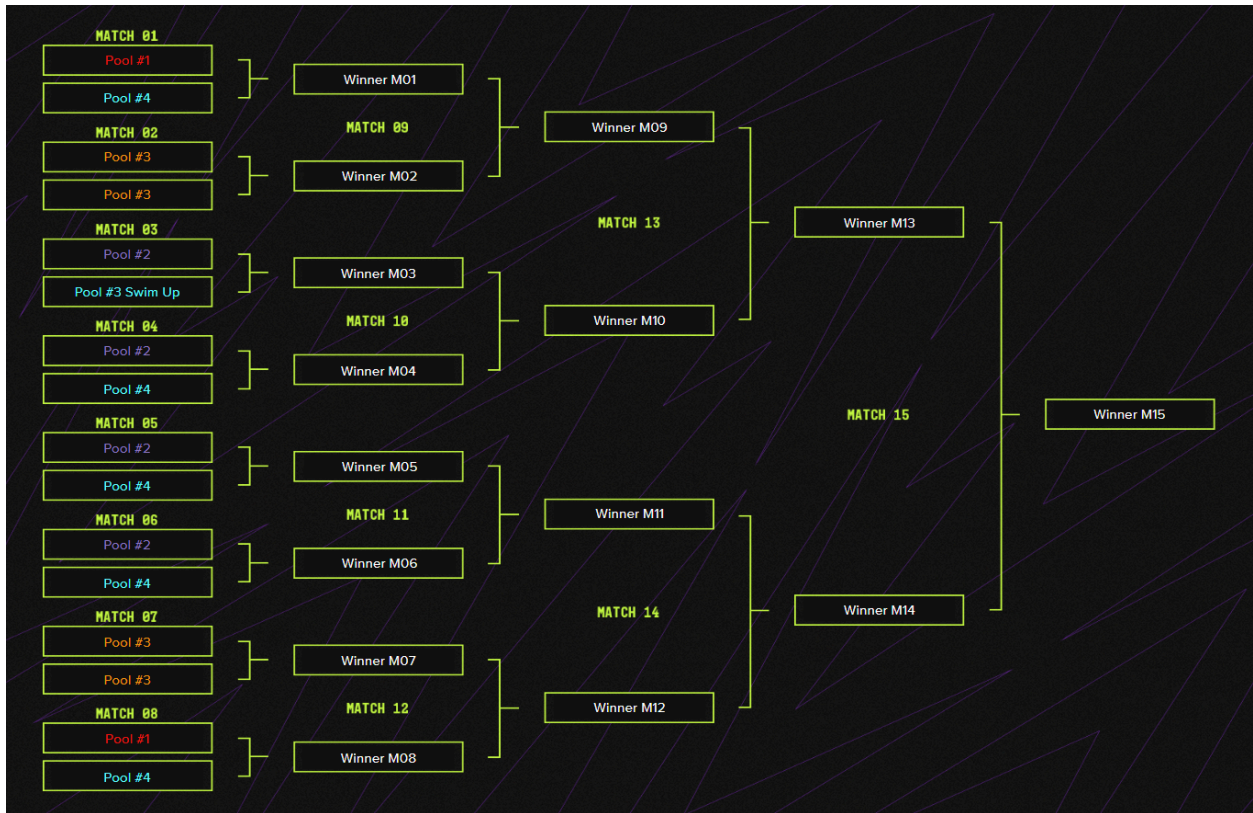 MATCH 01
Pool #1
Pool #4
MATCH 02
Pool #3
Pool #3
MATCH 03
Pool #2
Pool #3 Swim Up
MATCH 04
Pool #2
Pool #4
MATCH 05
Pool #2
Pool #4
MATCH 06
Pool #2
Pool #4
MATCH 07
Pool #3
Pool #3
MATCH 08
Pool #1
Pool #4
Winner M01
MATCH 09
Winner M02
Winner M03
MATCH 10
Winner M04
Winner M05
MATCH 11
Winner M06
Winner M07
MATCH 12
Winner M08
Winner M09
MATCH 13
Winner M10
Winner M11
MATCH 14
Winner M12
Winner M13
MATCH 15
Winner M14
Winner M15